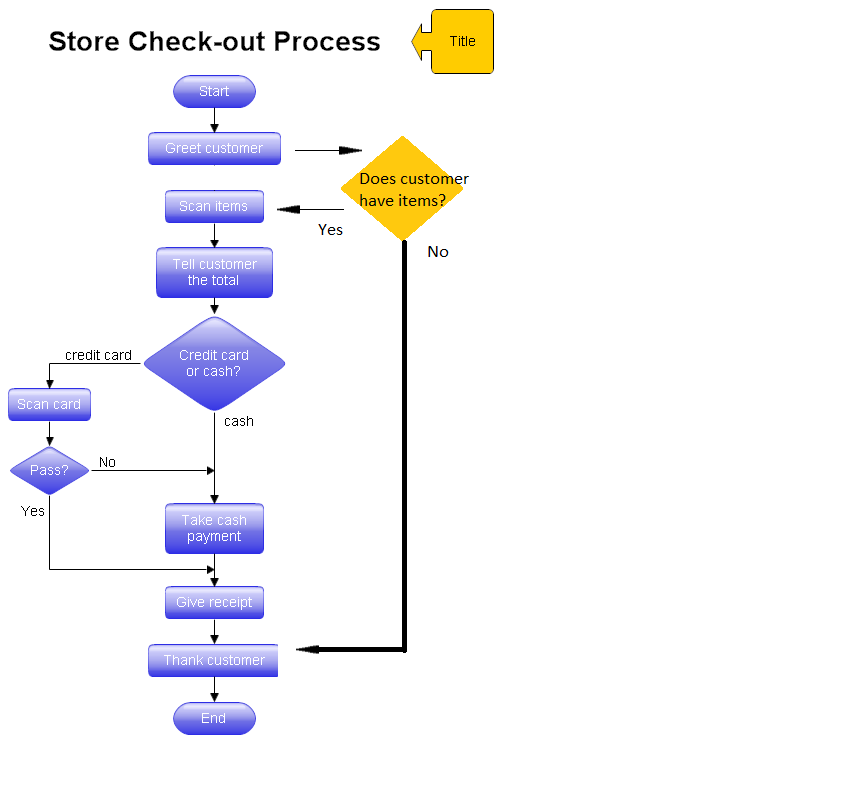 Store Check-out Process
Title
Start
Greet customer
Does customer
have items?
Scan items
Yes
No
Tell customer
the total
Credit card
or cash?
credit card
Scan card
cash
Pass?
No
Yes
Take cash
payment
Give receipt
Thank customer
End